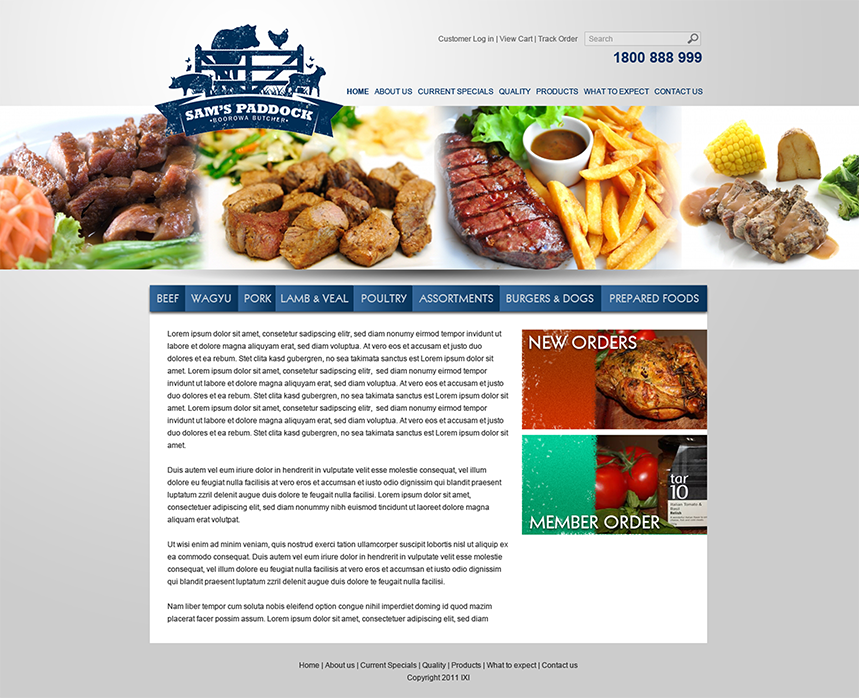 Customer Log in | View Cart | Track Order
Search
1800 888 999
HOME ABOUT US CURRENT SPECIALS QUALITY PRODUCTS WHAT TO EXPECT CONTACT US
SAM'S PADDOCK
BOOROWA BUTCHER
BEEF WAGYU PORK LAMB & VEAL POULTRY ASSORTMENTS BURGERS & DOGS PREPARED FOODS
Lorem ipsum dolor sit amet, consetetur sadipscing elitr, sed diam nonumy eirmod tempor invidunt ut
labore et dolore magna aliquyam erat, sed diam voluptua. At vero eos et accusam et justo duo
dolores et ea rebum. Stet clita kasd gubergren, no sea takimata sanctus est Lorem ipsum dolor sit
amet. Lorem ipsum dolor sit amet, consetetur sadipscing elitr, sed diam nonumy eirmod tempor
invidunt ut labore et dolore magna aliquyam erat, sed diam voluptua. At vero eos et accusam et justo
duo dolores et ea rebum. Stet clita kasd gubergren, no sea takimata sanctus est Lorem ipsum dolor sit
amet. Lorem ipsum dolor sit amet, consetetur sadipscing elitr, sed diam nonumy eirmod tempor
invidunt ut labore et dolore magna aliquyam erat, sed diam voluptua. At vero eos et accusam et justo
duo dolores et ea rebum. Stet clita kasd gubergren, no sea takimata sanctus est Lorem ipsum dolor sit
amet.
Duis autem vel eum iriure dolor in hendrerit in vulputate velit esse molestie consequat, vel illum
dolore eu feugiat nulla facilisis at vero eros et accumsan et iusto odio dignissim qui blandit praesent
luptatum zzril delenit augue duis dolore te feugait nulla facilisi. Lorem ipsum dolor sit amet,
consectetuer adipiscing elit, sed diam nonummy nibh euismod tincidunt ut laoreet dolore magna
aliquam erat volutpat.
Ut wisi enim ad minim veniam, quis nostrud exerci tation ullamcorper suscipit lobortis nisl ut aliquip ex
ea commodo consequat. Duis autem vel eum iriure dolor in hendrerit in vulputate velit esse molestie
consequat, vel illum dolore eu feugiat nulla facilisis at vero eros et accumsan et iusto odio dignissim
qui blandit praesent luptatum zzril delenit augue duis dolore te feugait nulla facilisi.
Nam liber tempor cum soluta nobis eleifend option congue nihil imperdiet doming id quod mazim
placerat facer possim assum. Lorem ipsum dolor sit amet, consectetuer adipiscing elit, sed diam
NEW ORDERS
tar
10
Italian Tomato &
Basil
Relish
MEMBER ORDER
Home | About us | Current Specials | Quality | Products | What to expect | Contact us
Copyright 2011 IXI